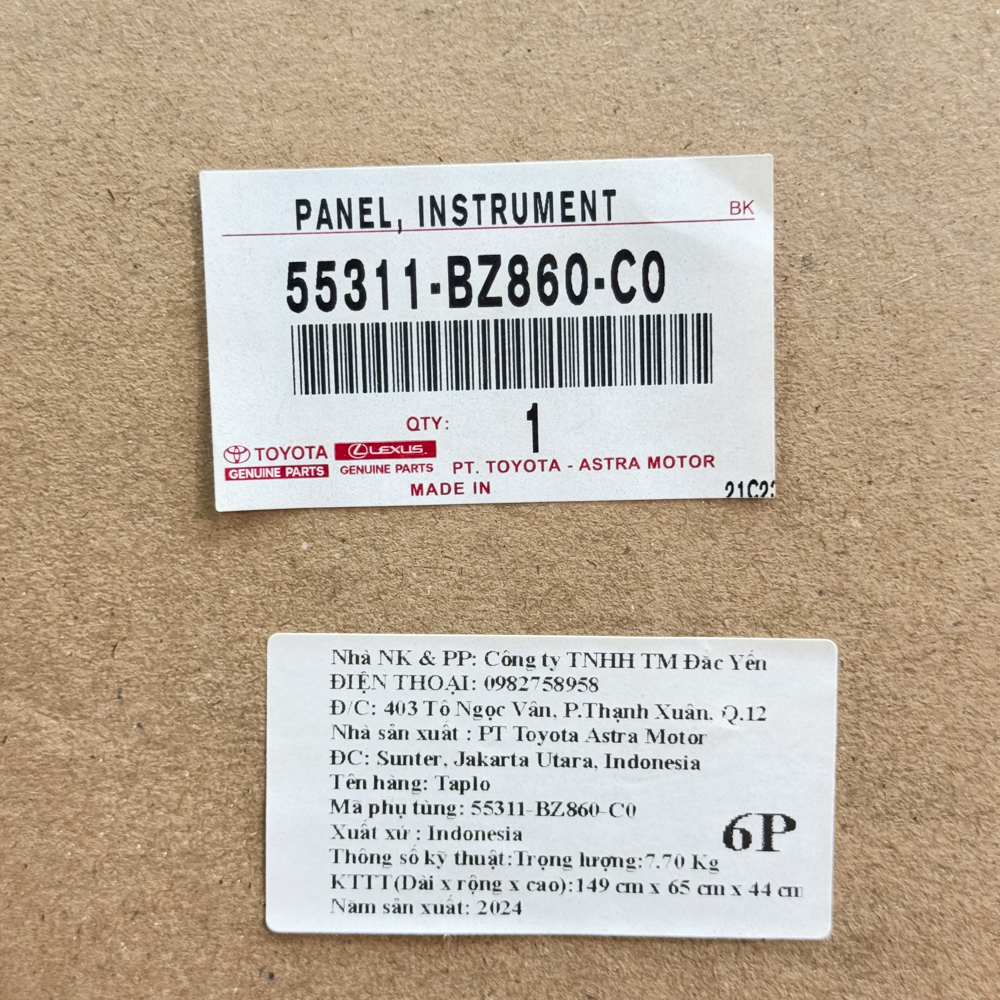 PANEL, INSTRUMENT
BK
55311-BZ860-C0
QTY: 1
TOYOTA LEXUS
GENUINE PARTS GENUINE PARTS PT. TOYOTA - ASTRA MOTOR
MADE IN
Nhà NK & PP: Công ty TNHH TM Đắc Yến
ĐIỆN THOẠI: 0982758958
Đ/C: 403 Tô Ngọc Vân, P.Thạnh Xuân, Q.12
Nhà sản xuất : PT Toyota Astra Motor
ĐC: Sunter, Jakarta Utara, Indonesia
Tên hàng: Taplo
Mã phụ tùng: 55311-BZ860-C0
Xuất xứ : Indonesia
6P
Thông số kỹ thuật:Trọng lượng:7.70 Kg
KTTT(Dài x rộng x cao):149 cm x 65 cm x 44 cm
Năm sản xuất: 2024